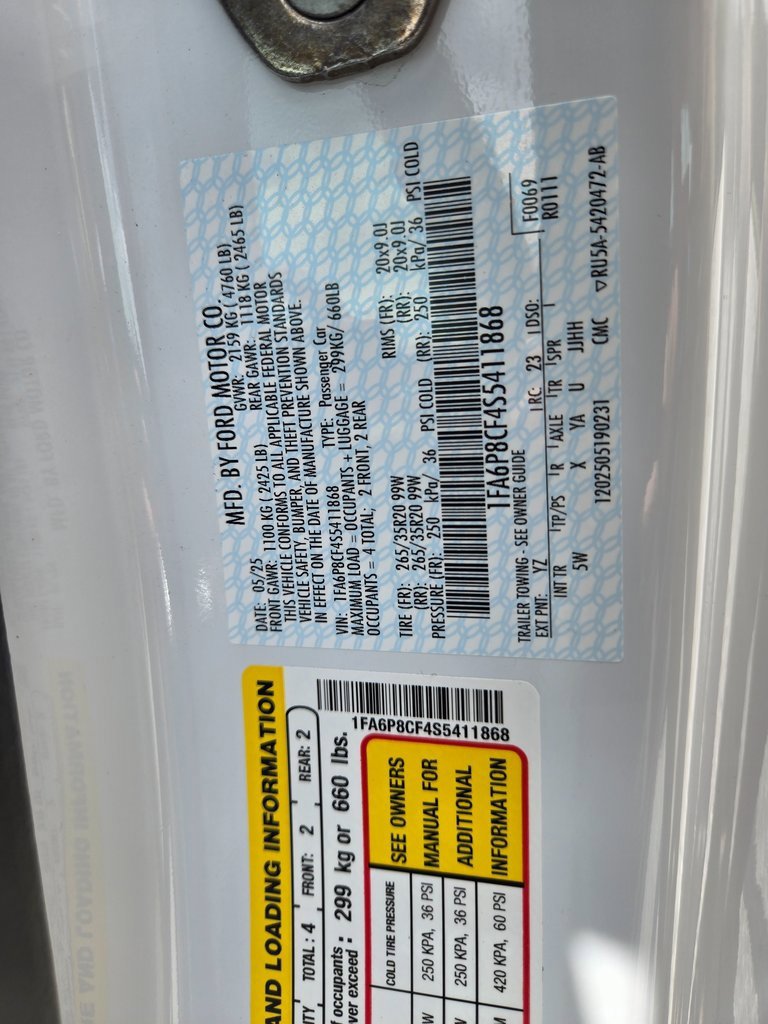 MFD. BY FORD MOTOR CO.
DATE: 05/25 GVWR: 2159 KG ( 4760 LB)
FRONT GAWR: 1100 KG ( 2425 LB) REAR GAWR: 1118 KG ( 2465 LB)
THIS VEHICLE CONFORMS TO ALL APPLICABLE FEDERAL MOTOR
VEHICLE SAFETY, BUMPER, AND THEFT PREVENTION STANDARDS
IN EFFECT ON THE DATE OF MANUFACTURE SHOWN ABOVE.
VIN: 1FA6P8CF4S5411868 TYPE: Passenger Car
MAXIMUM LOAD = OCCUPANTS + LUGGAGE = 299KG/ 660LB
OCCUPANTS = 4 TOTAL; 2 FRONT, 2 REAR
TIRE (FR): 265/35R20 99W RIMS (FR): 20x9.0J
(RR): 265/35R20 99W (RR): 20x9.0J
PRESSURE (FR): 250 kPa/ 36 PSI COLD (RR): 250 kPa/ 36 PSI COLD
1FA6P8CF4S5411868
TRAILER TOWING - SEE OWNER GUIDE F0069
EXT PNT: YZ RC: 23 DSO: R0111
INT TR TP/PS R AXLE TR SPR
5W X YA U JJHH
1202505190231 CMC ▽RU5A-5420472-AB
AND LOADING INFORMATION
TOTAL : 4 FRONT: 2 REAR: 2
f occupants
ver exceed : 299 kg or 660 lbs.
1FA6P8CF4S5411868
COLD TIRE PRESSURE
250 KPA, 36 PSI
250 KPA, 36 PSI
420 KPA, 60 PSI
SEE OWNERS
MANUAL FOR
ADDITIONAL
INFORMATION